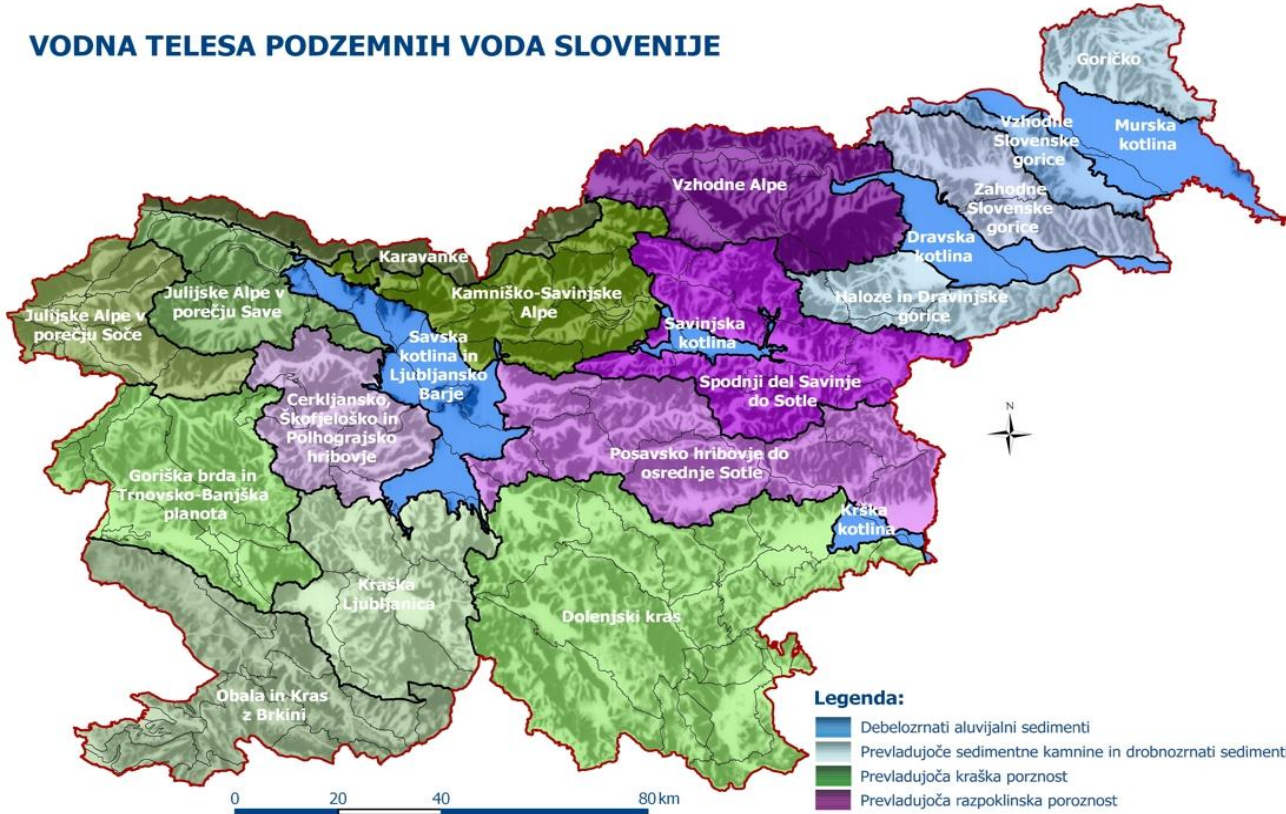 VODNA TELESA PODZEMNIH VODA SLOVENIJE
Goričko
Vzhodne
Slovenske
gorice
Murska
kotlina
Vzhodne Alpe
Zahodne
Slovenske
gorice
Dravska
kotlina
Karavanke
Julijske Alpe v
porečju Save
Kamniško-Savinjske
Alpe
Haloze in Dravinjske
gorice
Julijske Alpe v
porečju Soče
Savska
kotlina in
Ljubljansko
Barje
Savinjska
kotlina
Spodnji del Savinje
do Sotle
Cerkljansko,
Škofjeloško in
Polhograjsko
hribovje
N
Posavsko hribovje do
osrednje Sotle
Goriška brda in
Trnovsko-Banjška
planota
Krška
kotlina
Kraška
Ljubljanica
Dolenjski kras
Obala in Kras
z Brkini
Legenda:
Debelozrnati aluvijalni sedimenti
Prevladujoče sedimentne kamnine in drobnozrnati sediment
Prevladujoča kraška porznost
Prevladujoča razpoklinska poroznost
0 20 40 80 km